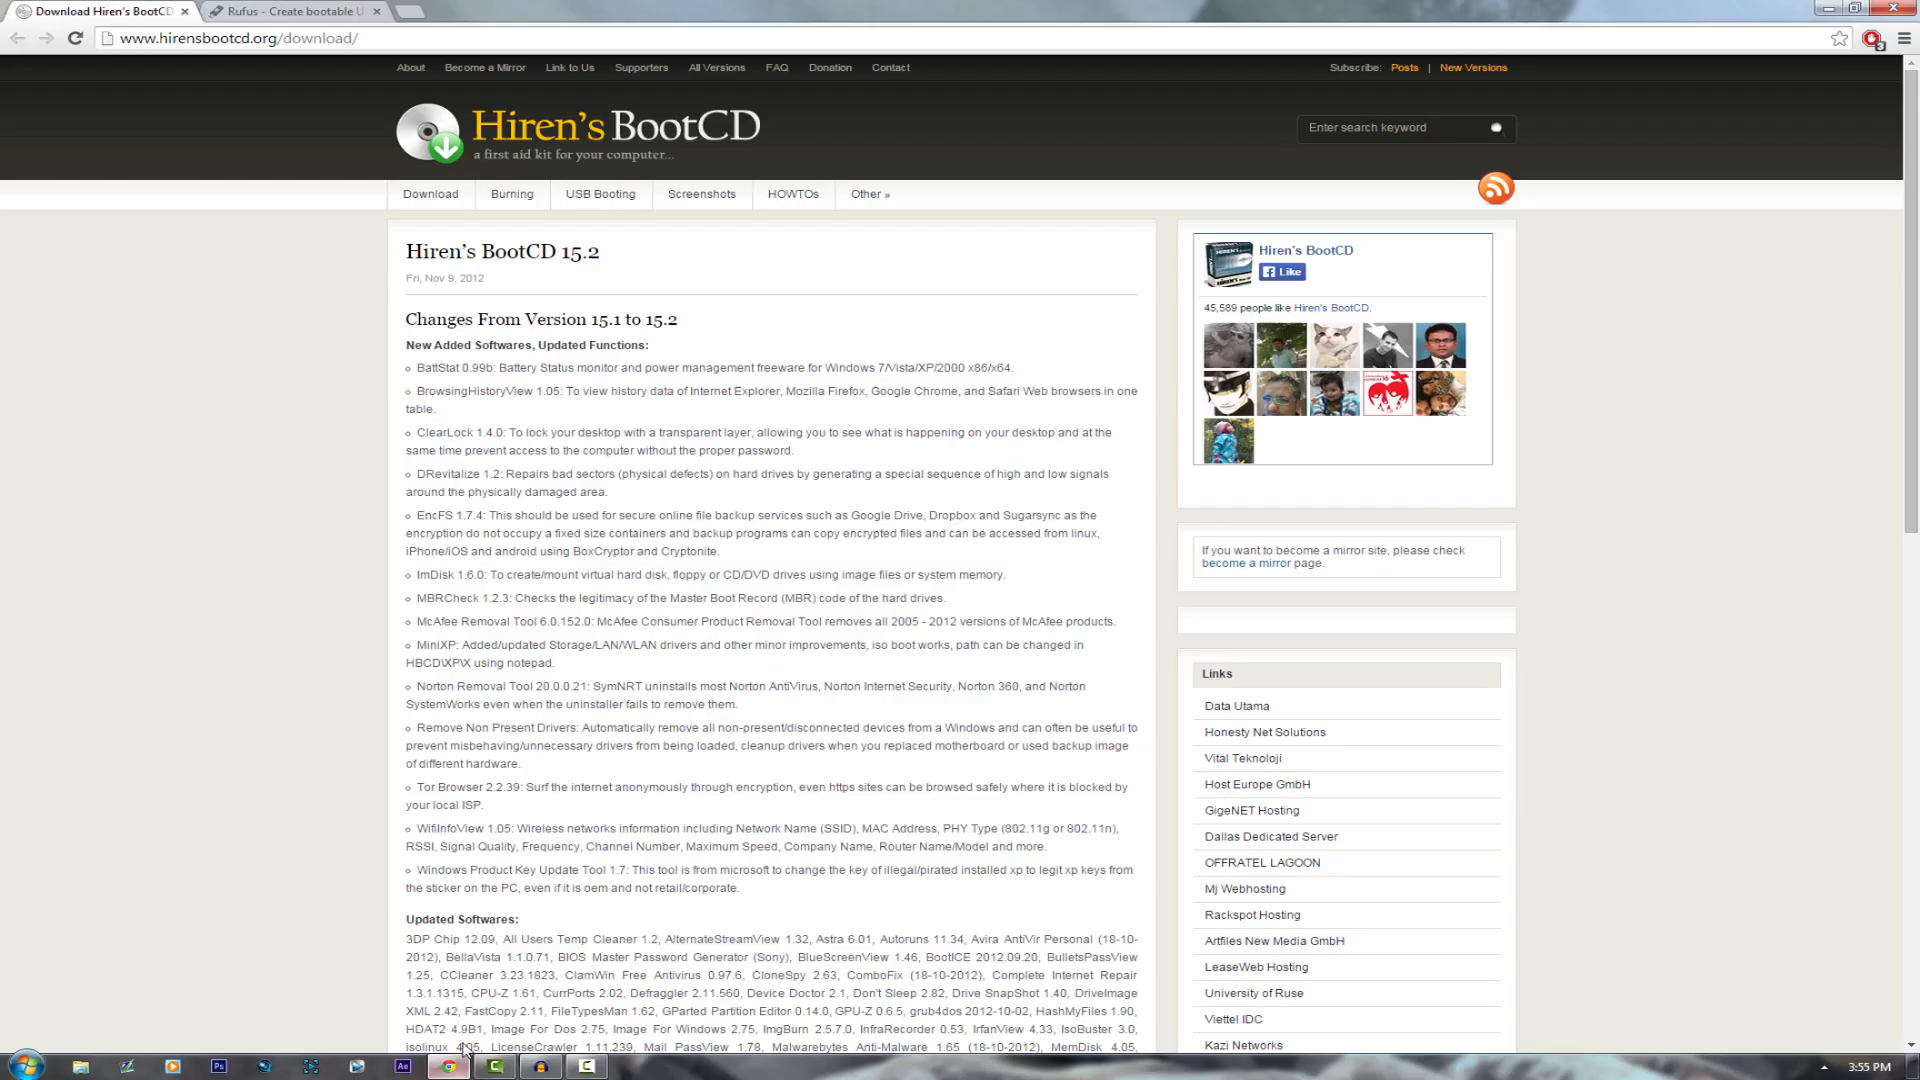 Download Hiren's BootCD
Rufus - Create bootable U
www.hirensbootcd.org/download/
3
About Become a Mirror Link to Us Supporters All Versions FAQ Donation Contact
Subscribe: Posts | New Versions
Hiren's BootCD
a first aid kit for your computer...
Enter search keyword
Download Burning USB Booting Screenshots HOWTOs Other »
Hiren's BootCD 15.2
Fri, Nov 9, 2012
Changes From Version 15.1 to 15.2
New Added Softwares, Updated Functions:
BattStat 0.99b: Battery Status monitor and power management freeware for Windows 7/Vista/XP/2000 x86/x64.
BrowsingHistoryView 1.05: To view history data of Internet Explorer, Mozilla Firefox, Google Chrome, and Safari Web browsers in one
table.
ClearLock 1.4.0: To lock your desktop with a transparent layer, allowing you to see what is happening on your desktop and at the
same time prevent access to the computer without the proper password.
DRevitalize 1.2: Repairs bad sectors (physical defects) on hard drives by generating a special sequence of high and low signals
around the physically damaged area.
EncFS 1.7.4: This should be used for secure online file backup services such as Google Drive, Dropbox and Sugarsync as the
encryption do not occupy a fixed size containers and backup programs can copy encrypted files and can be accessed from linux,
iPhone/iOS and android using BoxCryptor and Cryptonite.
ImDisk 1.6.0: To create/mount virtual hard disk, floppy or CD/DVD drives using image files or system memory.
MBRCheck 1.2.3: Checks the legitimacy of the Master Boot Record (MBR) code of the hard drives.
McAfee Removal Tool 6.0.152.0: McAfee Consumer Product Removal Tool removes all 2005 - 2012 versions of McAfee products.
MiniXP: Added/updated Storage/LAN/WLAN drivers and other minor improvements, iso boot works, path can be changed in
HBCD\XP\X using notepad.
Norton Removal Tool 20.0.0.21: SymNRT uninstalls most Norton AntiVirus, Norton Internet Security, Norton 360, and Norton
SystemWorks even when the uninstaller fails to remove them.
Remove Non Present Drivers: Automatically remove all non-present/disconnected devices from a Windows and can often be useful to
prevent misbehaving/unnecessary drivers from being loaded, cleanup drivers when you replaced motherboard or used backup image
of different hardware.
Tor Browser 2.2.39: Surf the internet anonymously through encryption, even https sites can be browsed safely where it is blocked by
your local ISP.
WifiInfoView 1.05: Wireless networks information including Network Name (SSID), MAC Address, PHY Type (802.11g or 802.11n),
RSSI, Signal Quality, Frequency, Channel Number, Maximum Speed, Company Name, Router Name/Model and more.
Windows Product Key Update Tool 1.7: This tool is from microsoft to change the key of illegal/pirated installed xp to legit xp keys from
the sticker on the PC, even if it is oem and not retail/corporate.
Updated Softwares:
3DP Chip 12.09, All Users Temp Cleaner 1.2, AlternateStreamView 1.32, Astra 6.01, Autoruns 11.34, Avira AntiVir Personal (18-10-
2012), BellaVista 1.1.0.71, BIOS Master Password Generator (Sony), BlueScreenView 1.46, BootICE 2012.09.20, BulletsPassView
1.25, CCleaner 3.23.1823, ClamWin Free Antivirus 0.97.6, CloneSpy 2.63, ComboFix (18-10-2012), Complete Internet Repair
1.3.1.1315, CPU-Z 1.61, CurrPorts 2.02, Defraggler 2.11.560, Device Doctor 2.1, Don't Sleep 2.82, Drive SnapShot 1.40, DriveImage
XML 2.42, FastCopy 2.11, FileTypesMan 1.62, GParted Partition Editor 0.14.0, GPU-Z 0.6.5, grub4dos 2012-10-02, HashMyFiles 1.90,
HDAT2 4.9B1, Image For Dos 2.75, Image For Windows 2.75, ImgBurn 2.5.7.0, InfraRecorder 0.53, IrfanView 4.33, IsoBuster 3.0,
isolinux 4.05, LicenseCrawler 1.11.239, Mail PassView 1.78, Malwarebytes Anti-Malware 1.65 (18-10-2012), MemDisk 4.05,
Hiren's BootCD
Like
45,589 people like Hiren's BootCD.
If you want to become a mirror site, please check
become a mirror page.
Links
Data Utama
Honesty Net Solutions
Vital Teknoloji
Host Europe GmbH
GigeNET Hosting
Dallas Dedicated Server
OFFRATEL LAGOON
Mj Webhosting
Rackspot Hosting
Artfiles New Media GmbH
LeaseWeb Hosting
University of Ruse
Viettel IDC
Kazi Networks
Ps
Ae
3:55 PM